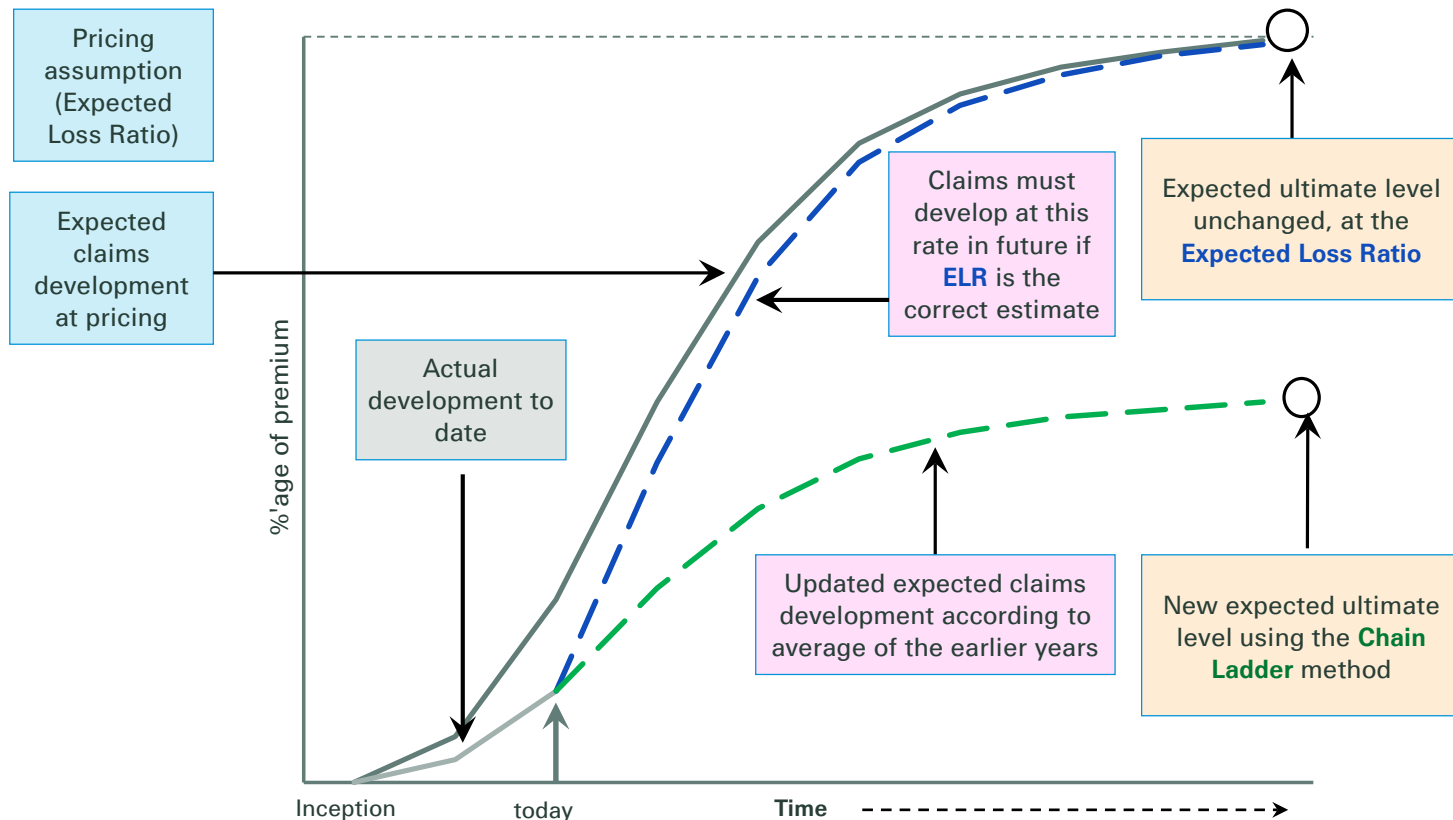 Pricing
assumption
(Expected
Loss Ratio)
Expected
claims
development
at pricing
Actual
development to
date
Claims must
develop at this
rate in future if
ELR is the
correct estimate
Expected ultimate level
unchanged, at the
Expected Loss Ratio
%'age of premium
Updated expected claims
development according to
average of the earlier years
New expected ultimate
level using the Chain
Ladder method
Inception
today
Time